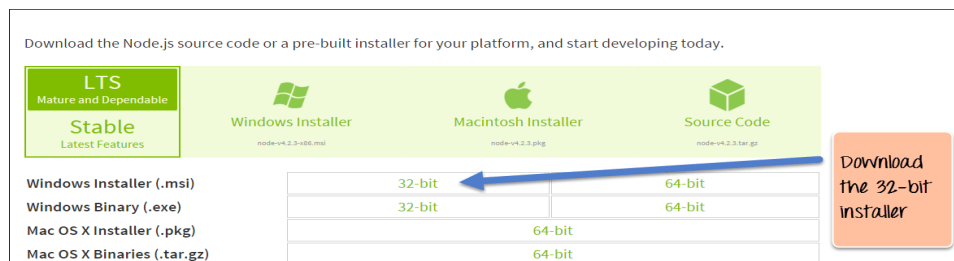 Download the Node.js source code or a pre-built installer for your platform, and start developing today.
LTS
Mature and Dependable
Stable
Latest Features
Windows Installer
node-v4.2.3-x86.msi
Macintosh Installer
node-v4.2.3.pkg
Source Code
node-v4.2.3.tar.gz
Windows Installer (.msi) 32-bit 64-bit
Windows Binary (.exe) 32-bit 64-bit
Mac OS X Installer (.pkg) 64-bit
Mac OS X Binaries (.tar.gz) 64-bit
Download
the 32-bit
installer